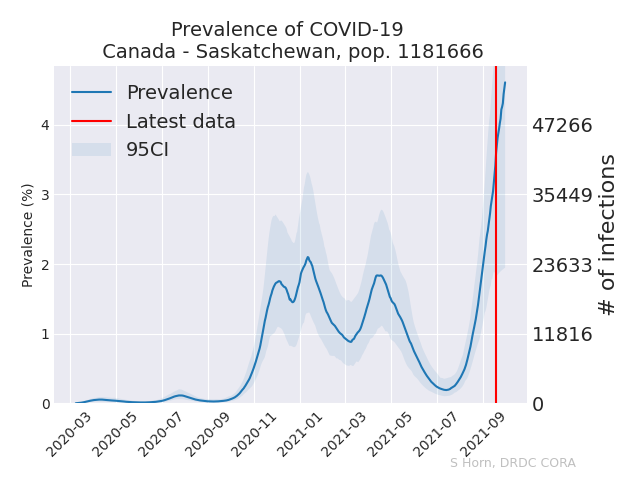 Prevalence of COVID-19
Canada - Saskatchewan, pop. 1181666
Prevalence
Latest data
95CI
Prevalence (%)
4
3
2
1
0
47266
35449
23633
11816
0
# of infections
2020-03
2020-05
2020-07
2020-09
2020-11
2021-01
2021-03
2021-05
2021-07
2021-09
S Horn, DRDC CORA